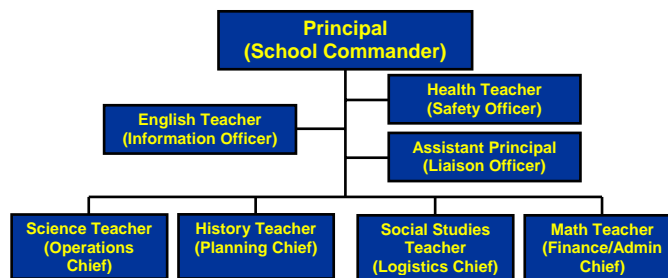 Principal
(School Commander)
Health Teacher
(Safety Officer)
English Teacher
(Information Officer)
Assistant Principal
(Liaison Officer)
Science Teacher
(Operations
Chief)
History Teacher
(Planning Chief)
Social Studies
Teacher
(Logistics Chief)
Math Teacher
(Finance/Admin
Chief)